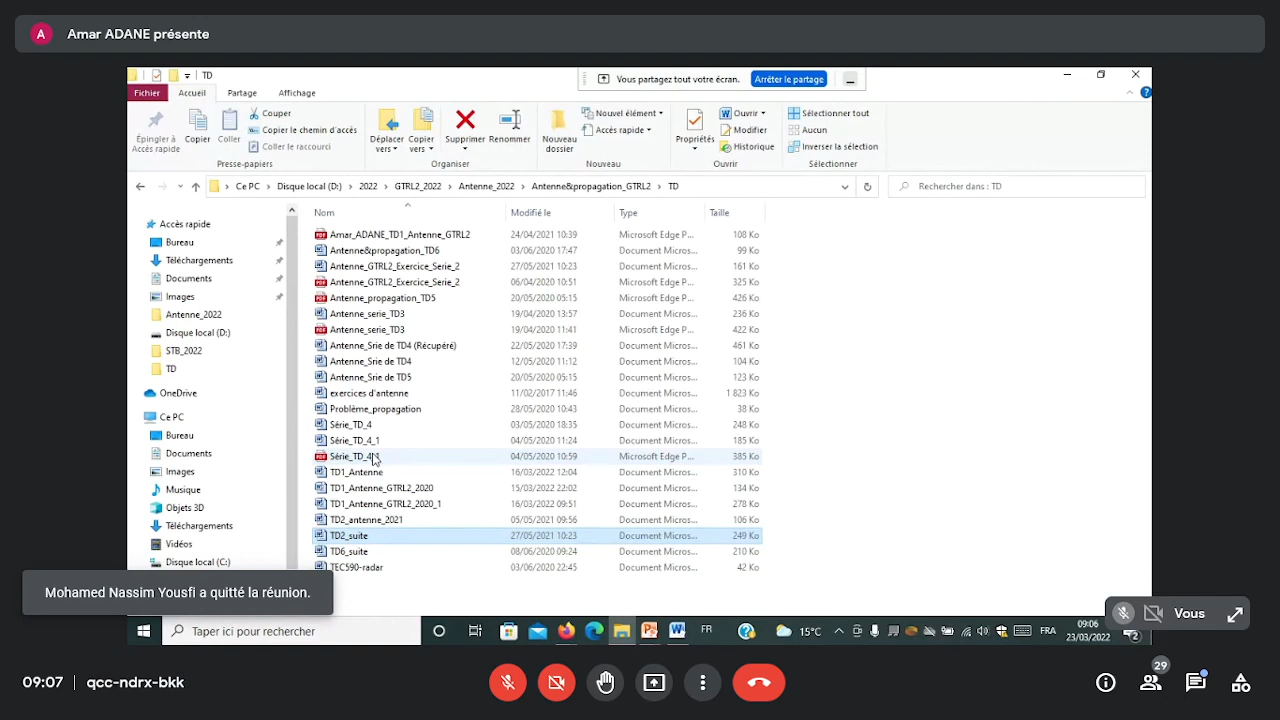 A Amar ADANE présente
TD
Vous partagez tout votre écran. Arrêter le partage
Fichier Accueil Partage Affichage
Épingler à Accès rapide
Copier
Coller
Couper
Copier le chemin d'accès
Coller le raccourci
Presse-papiers
Déplacer vers
Copier vers
Supprimer
Renommer
Organiser
Nouveau dossier
Nouvel élément
Accès rapide
Nouveau
Propriétés
Ouvrir
Modifier
Historique
Ouvrir
Sélectionner tout
Aucun
Inverser la sélection
Sélectionner
Ce PC › Disque local (D:) › 2022 › GTRL2_2022 › Antenne_2022 › Antenne&propagation_GTRL2 › TD
Rechercher dans : TD
Accès rapide
Bureau
Téléchargements
Documents
Images
Antenne_2022
Disque local (D:)
STB_2022
TD
OneDrive
Ce PC
Bureau
Documents
Images
Musique
Objets 3D
Téléchargements
Vidéos
Disque local (C:)
Nom Modifié le Type Taille
Amar_ADANE_TD1_Antenne_GTRL2 24/04/2021 10:39 Microsoft Edge P... 108 Ko
Antenne&propagation_TD6 03/06/2020 17:47 Document Micros... 99 Ko
Antenne_GTRL2_Exercice_Serie_2 27/05/2021 10:23 Document Micros... 161 Ko
Antenne_GTRL2_Exercice_Serie_2 06/04/2020 10:51 Microsoft Edge P... 325 Ko
Antenne_propagation_TD5 20/05/2020 05:15 Microsoft Edge P... 426 Ko
Antenne_serie_TD3 19/04/2020 13:57 Document Micros... 236 Ko
Antenne_serie_TD3 19/04/2020 11:41 Microsoft Edge P... 422 Ko
Antenne_Srie de TD4 (Récupéré) 22/05/2020 17:39 Document Micros... 461 Ko
Antenne_Srie de TD4 12/05/2020 11:12 Document Micros... 104 Ko
Antenne_Srie de TD5 20/05/2020 05:15 Document Micros... 123 Ko
exercices d'antenne 11/02/2017 11:46 Document Micros... 1 823 Ko
Problème_propagation 28/05/2020 10:43 Document Micros... 38 Ko
Série_TD_4 03/05/2020 18:35 Document Micros... 248 Ko
Série_TD_4_1 04/05/2020 11:24 Document Micros... 185 Ko
Série_TD_4_1 04/05/2020 10:59 Microsoft Edge P... 385 Ko
TD1_Antenne 16/03/2022 12:04 Document Micros... 310 Ko
TD1_Antenne_GTRL2_2020 15/03/2022 22:02 Document Micros... 134 Ko
TD1_Antenne_GTRL2_2020_1 16/03/2022 09:51 Document Micros... 278 Ko
TD2_antenne_2021 05/05/2021 09:56 Document Micros... 106 Ko
TD2_suite 27/05/2021 10:23 Document Micros... 249 Ko
TD6_suite 08/06/2020 09:24 Document Micros... 210 Ko
TEC590-radar 03/06/2020 22:45 Document Micros... 42 Ko
Mohamed Nassim Yousfi a quitté la réunion.
Vous
Taper ici pour rechercher
FR
15°C
FRA
09:06
23/03/2022
2
09:07 | qcc-ndrx-bkk
29